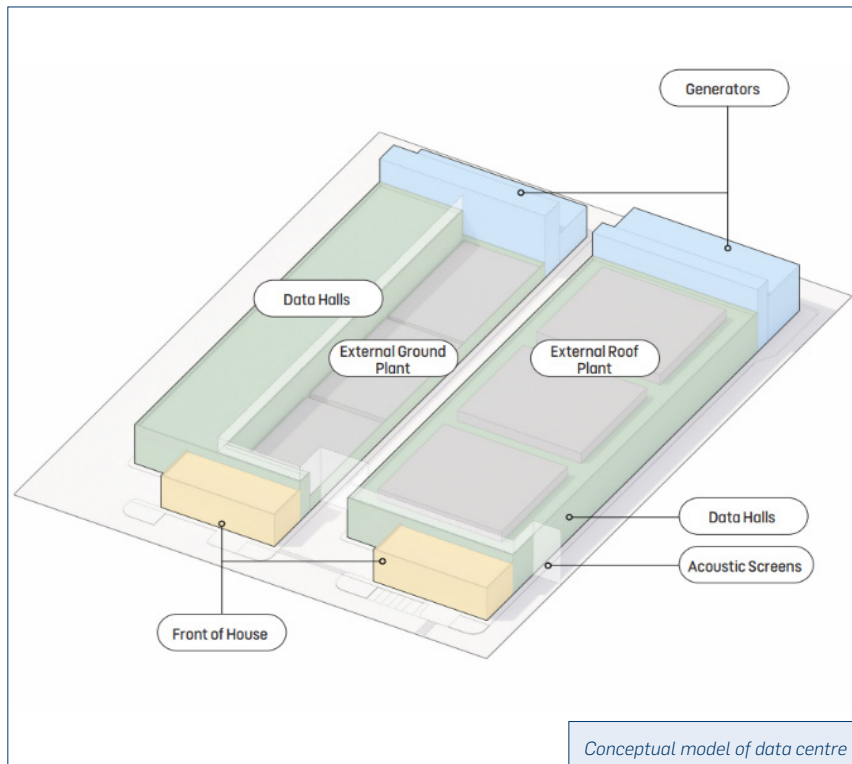 Generators
Data Halls
External Ground
Plant
External Roof
Plant
Data Halls
Acoustic Screens
Front of House
Conceptual model of data centre